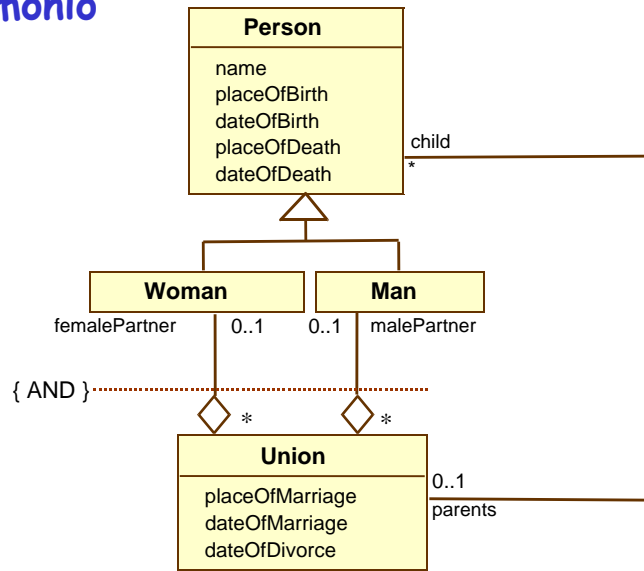 Person
name
placeOfBirth
dateOfBirth
placeOfDeath
dateOfDeath
child
*
Woman
Man
femalePartner
0..1
0..1
malePartner
{ AND }
*
*
Union
placeOfMarriage
dateOfMarriage
dateOfDivorce
0..1
parents